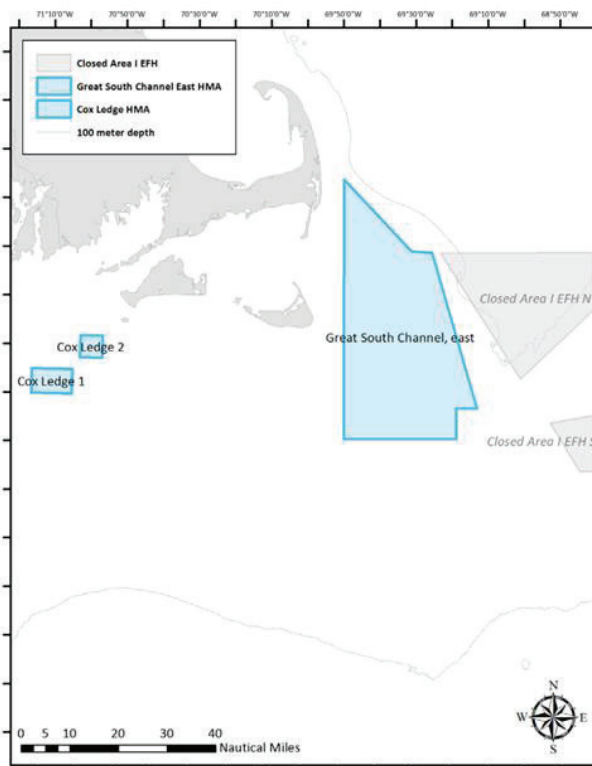 71°10'0"W 70°50'0"W 70°30'0"W 70°10'0"W 69°50'0"W 69°30'0"W 69°10'0"W 68°50'0"W
Closed Area I EFH
Great South Channel East HMA
Cox Ledge HMA
100 meter depth
Closed Area I EFH N
Great South Channel, east
Cox Ledge 2
Cox Ledge 1
Closed Area I EFH S
N
W E
S
0 5 10 20 30 40
Nautical Miles